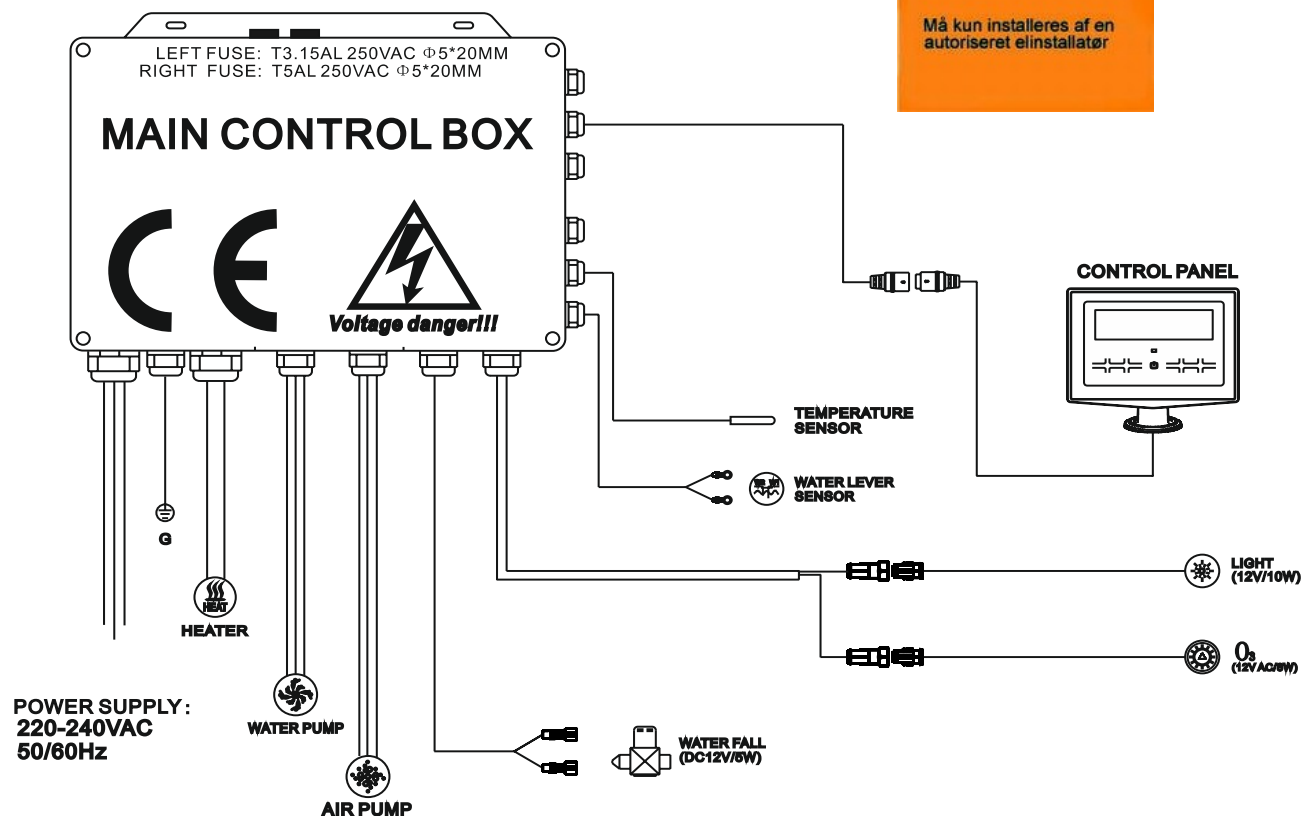 Må kun installeres af en
autoriseret elinstallatør
LEFT FUSE: T3.15AL 250VAC Φ5*20MM
RIGHT FUSE: T5AL 250VAC Φ5*20MM
MAIN CONTROL BOX
CE
Voltage danger!!!
CONTROL PANEL
TEMPERATURE
SENSOR
WATER LEVER
SENSOR
G
HEAT
HEATER
LIGHT
(12V/10W)
O₃
(12V AC/5W)
POWER SUPPLY:
220-240VAC
50/60Hz
WATER PUMP
WATER FALL
(DC12V/5W)
AIR PUMP